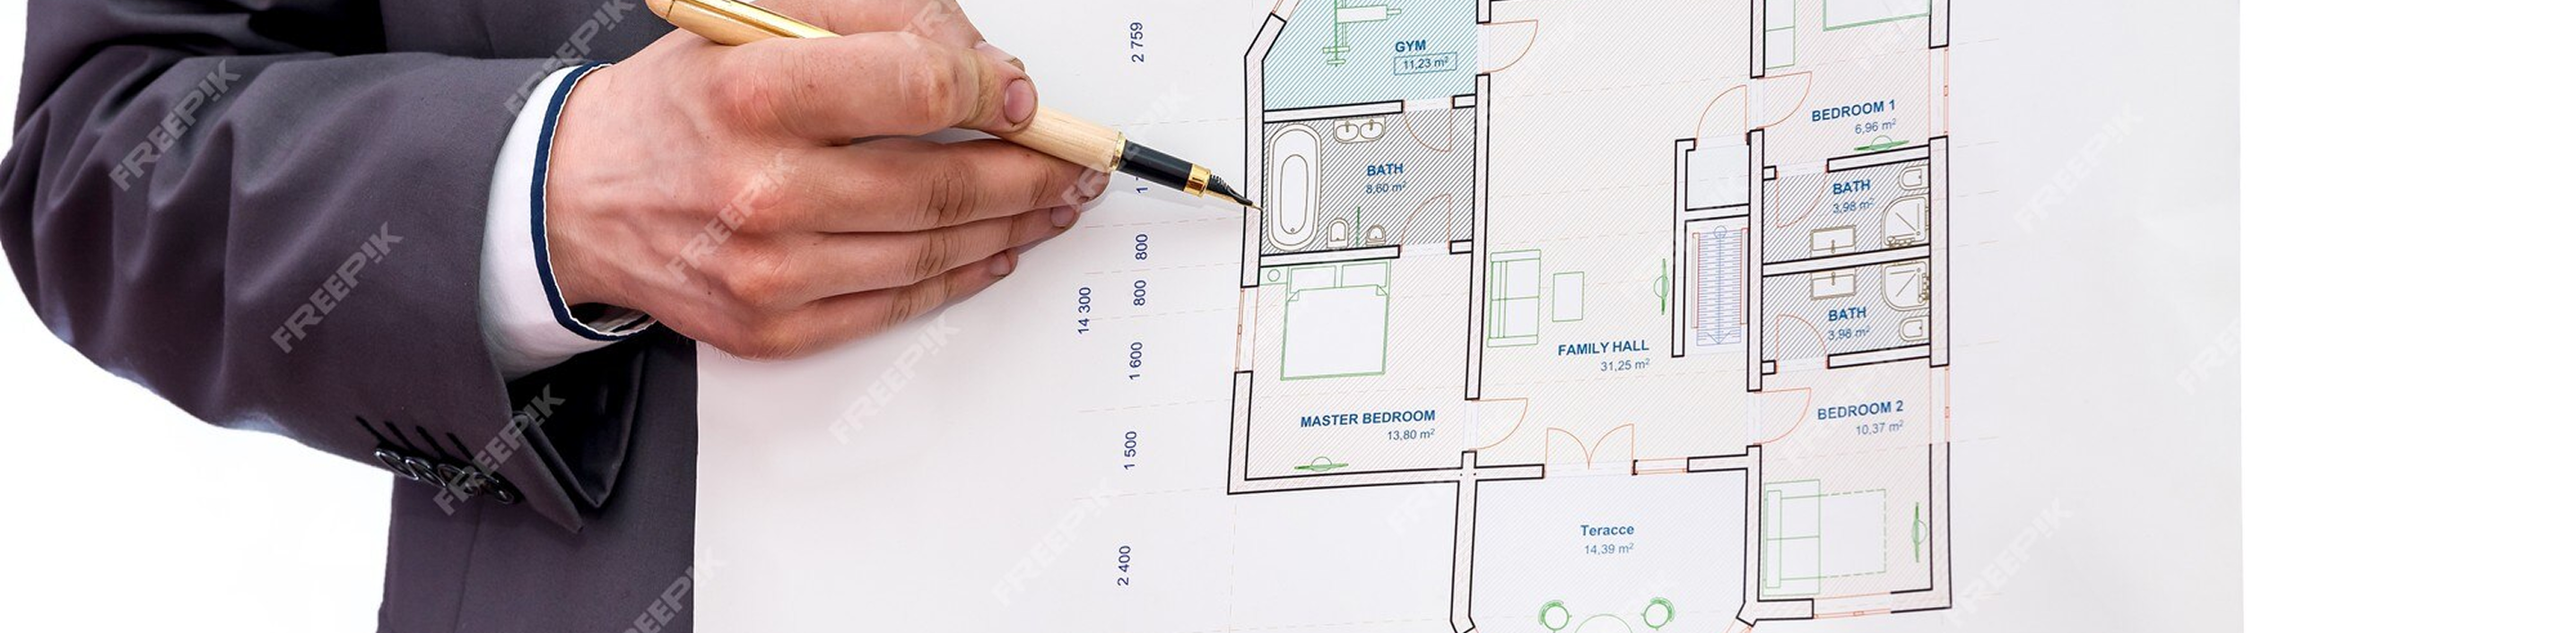 2 759
800
800
14 300
1 600
1 500
2 400
GYM
11,23 m²
BATH
8,60 m²
MASTER BEDROOM
13,80 m²
FAMILY HALL
31,25 m²
Teracce
14,39 m²
BEDROOM 1
6,96 m²
BATH
3,98 m²
BATH
3,98 m²
BEDROOM 2
10,37 m²
FREEPIK